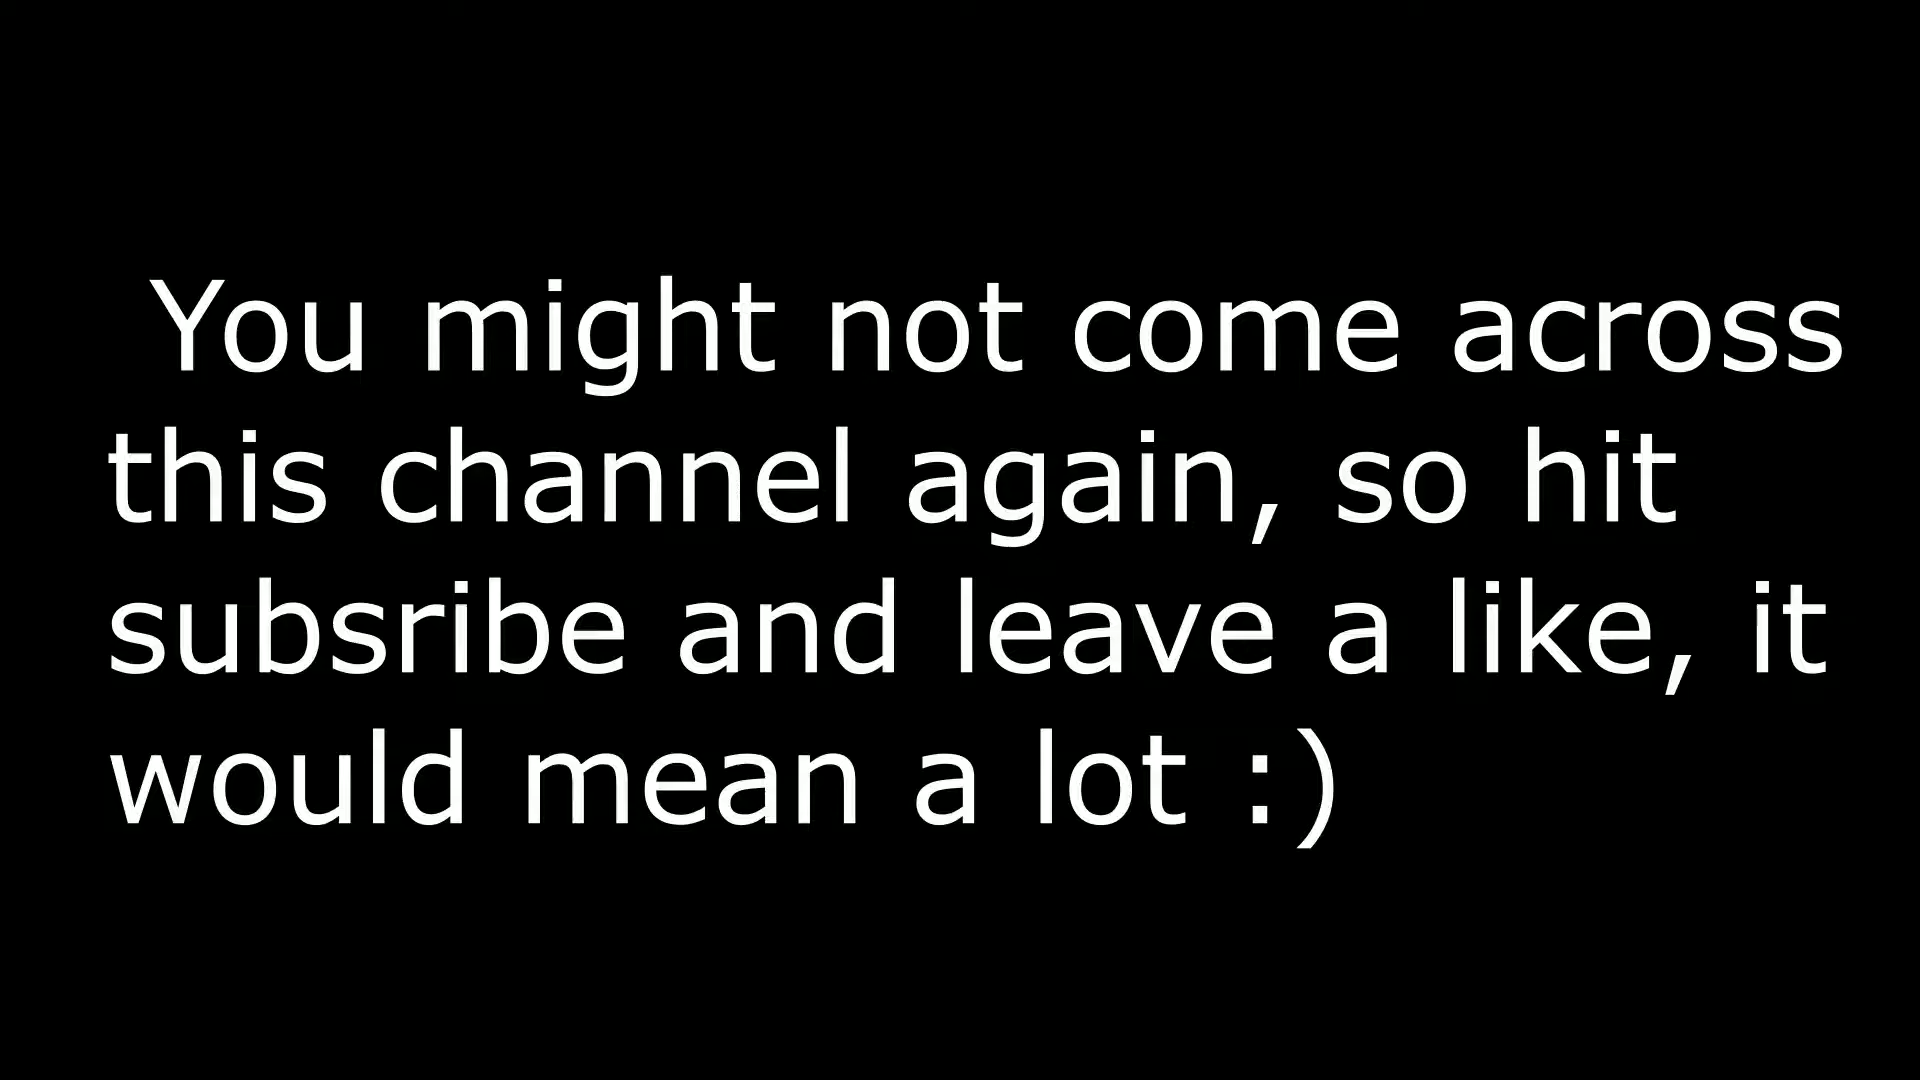 You might not come across
this channel again, so hit
subsribe and leave a like, it
would mean a lot :)